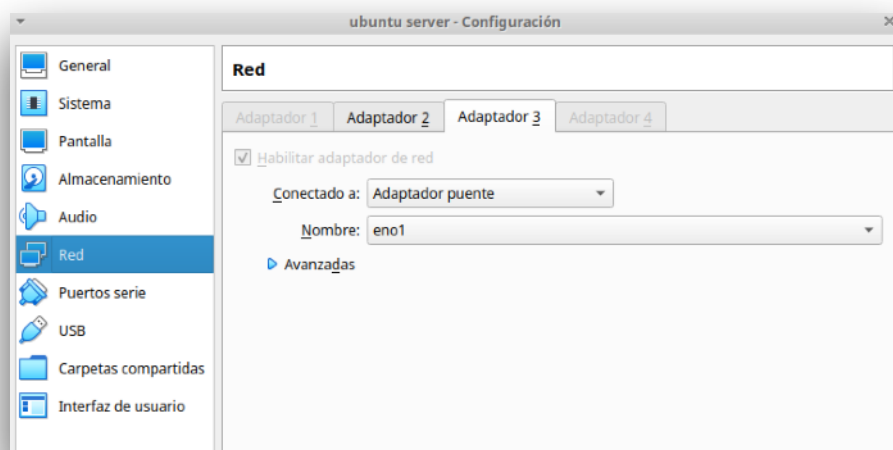 ubuntu server - Configuración
General
Sistema
Pantalla
Almacenamiento
Audio
Red
Puertos serie
USB
Carpetas compartidas
Interfaz de usuario
Red
Adaptador 1 Adaptador 2 Adaptador 3 Adaptador 4
Habilitar adaptador de red
Conectado a: Adaptador puente
Nombre: eno1
Avanzadas